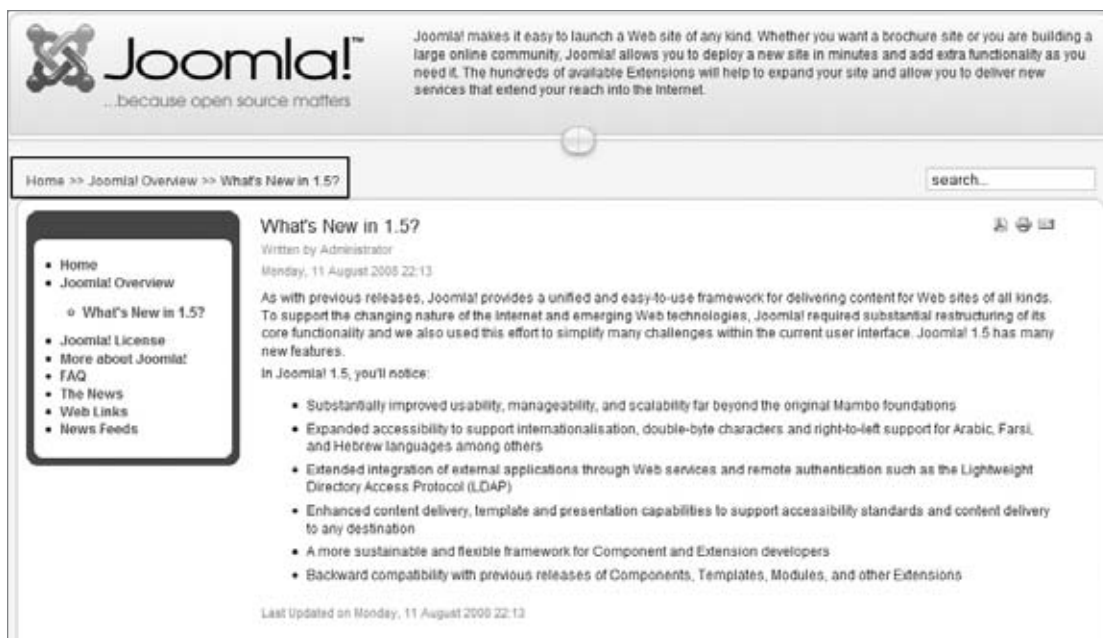 Joomla!™
...because open source matters
Joomla! makes it easy to launch a Web site of any kind. Whether you want a brochure site or you are building a
large online community, Joomla! allows you to deploy a new site in minutes and add extra functionality as you
need it. The hundreds of available Extensions will help to expand your site and allow you to deliver new
services that extend your reach into the Internet.
Home >> Joomla! Overview >> What's New in 1.5?
search...
Home
Joomla! Overview
What's New in 1.5?
Joomla! License
More about Joomla!
FAQ
The News
Web Links
News Feeds
What's New in 1.5?
Written by Administrator
Monday, 11 August 2008 22:13
As with previous releases, Joomla! provides a unified and easy-to-use framework for delivering content for Web sites of all kinds.
To support the changing nature of the Internet and emerging Web technologies, Joomla! required substantial restructuring of its
core functionality and we also used this effort to simplify many challenges within the current user interface. Joomla! 1.5 has many
new features.
In Joomla! 1.5, you'll notice:
Substantially improved usability, manageability, and scalability far beyond the original Mambo foundations
Expanded accessibility to support internationalisation, double-byte characters and right-to-left support for Arabic, Farsi,
and Hebrew languages among others
Extended integration of external applications through Web services and remote authentication such as the Lightweight
Directory Access Protocol (LDAP)
Enhanced content delivery, template and presentation capabilities to support accessibility standards and content delivery
to any destination
A more sustainable and flexible framework for Component and Extension developers
Backward compatibility with previous releases of Components, Templates, Modules, and other Extensions
Last Updated on Monday, 11 August 2008 22:13